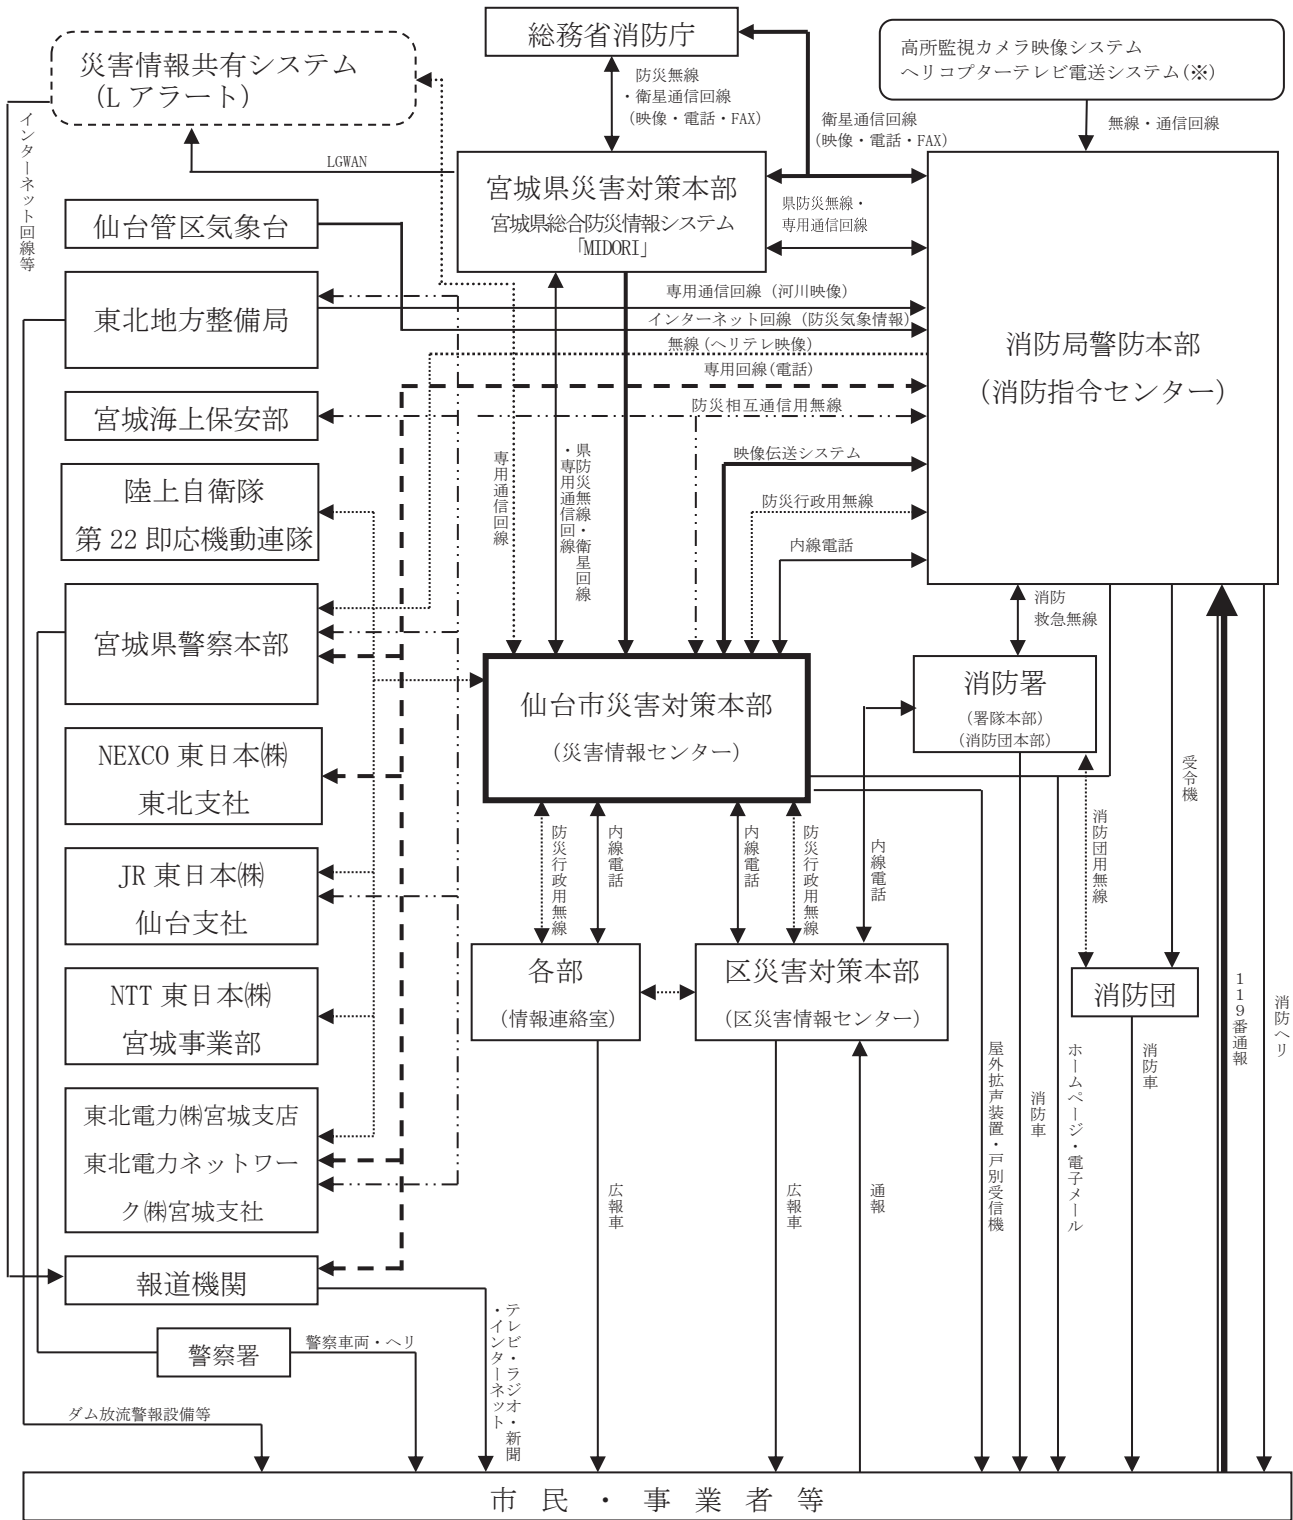 総務省消防庁
高所監視カメラ映像システム
ヘリコプターテレビ電送システム(※)
災害情報共有システム
(Lアラート)
防災無線
・衛星通信回線
(映像・電話・FAX)
衛星通信回線
(映像・電話・FAX)
無線・通信回線
インターネット回線等
LGWAN
宮城県災害対策本部
宮城県総合防災情報システム
「MIDORI」
県防災無線・
専用通信回線
仙台管区気象台
東北地方整備局
専用通信回線(河川映像)
インターネット回線(防災気象情報)
無線(ヘリテレ映像)
専用回線(電話)
防災相互通信用無線
消防局警防本部
(消防指令センター)
宮城海上保安部
映像伝送システム
専用通信回線
県防災無線・衛星回線
・専用通信回線
防災行政用無線
内線電話
陸上自衛隊
第22即応機動連隊
宮城県警察本部
消防
救急無線
仙台市災害対策本部
(災害情報センター)
消防署
(署隊本部)
(消防団本部)
NEXCO東日本㈱
東北支社
受令機
消防団用無線
防災行政用無線
内線電話
内線電話
防災行政用無線
内線電話
JR東日本㈱
仙台支社
各部
(情報連絡室)
区災害対策本部
(区災害情報センター)
消防団
NTT東日本㈱
宮城事業部
119番通報
消防ヘリ
屋外拡声装置・戸別受信機
消防車
ホームページ・電子メール
消防車
東北電力㈱宮城支店
東北電力ネットワー
ク㈱宮城支社
広報車
広報車
通報
報道機関
テレビ・ラジオ・新聞
・インターネット
警察署
警察車両・ヘリ
ダム放流警報設備等
市民・事業者等